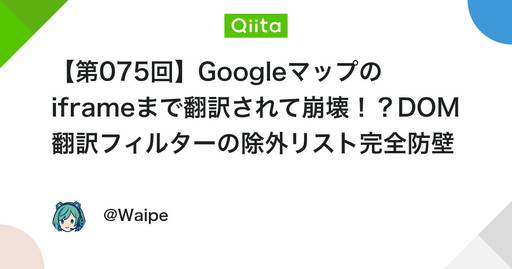 Qiita
【第075回】Googleマップの
iframeまで翻訳されて崩壊！？DOM
翻訳フィルターの除外リスト完全防壁
@Waipe